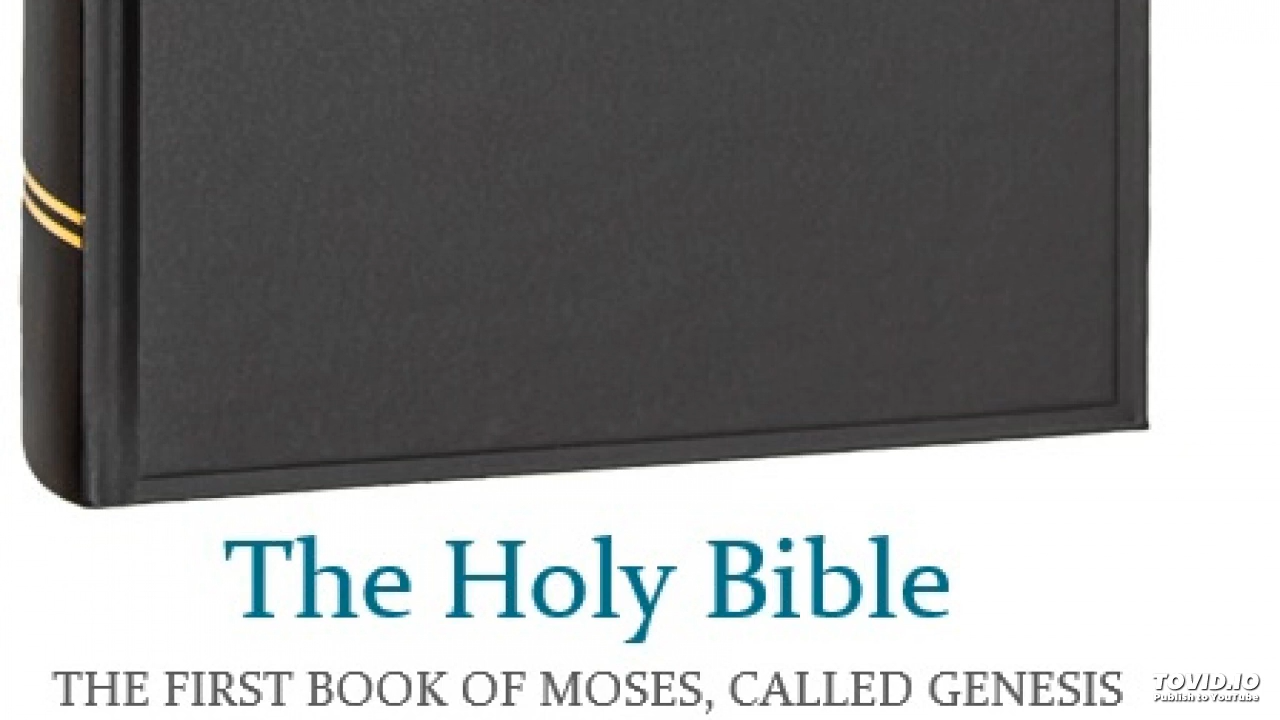 The Holy Bible
THE FIRST BOOK OF MOSES, CALLED GENESIS
TOVID.IO
Publish to YouTube